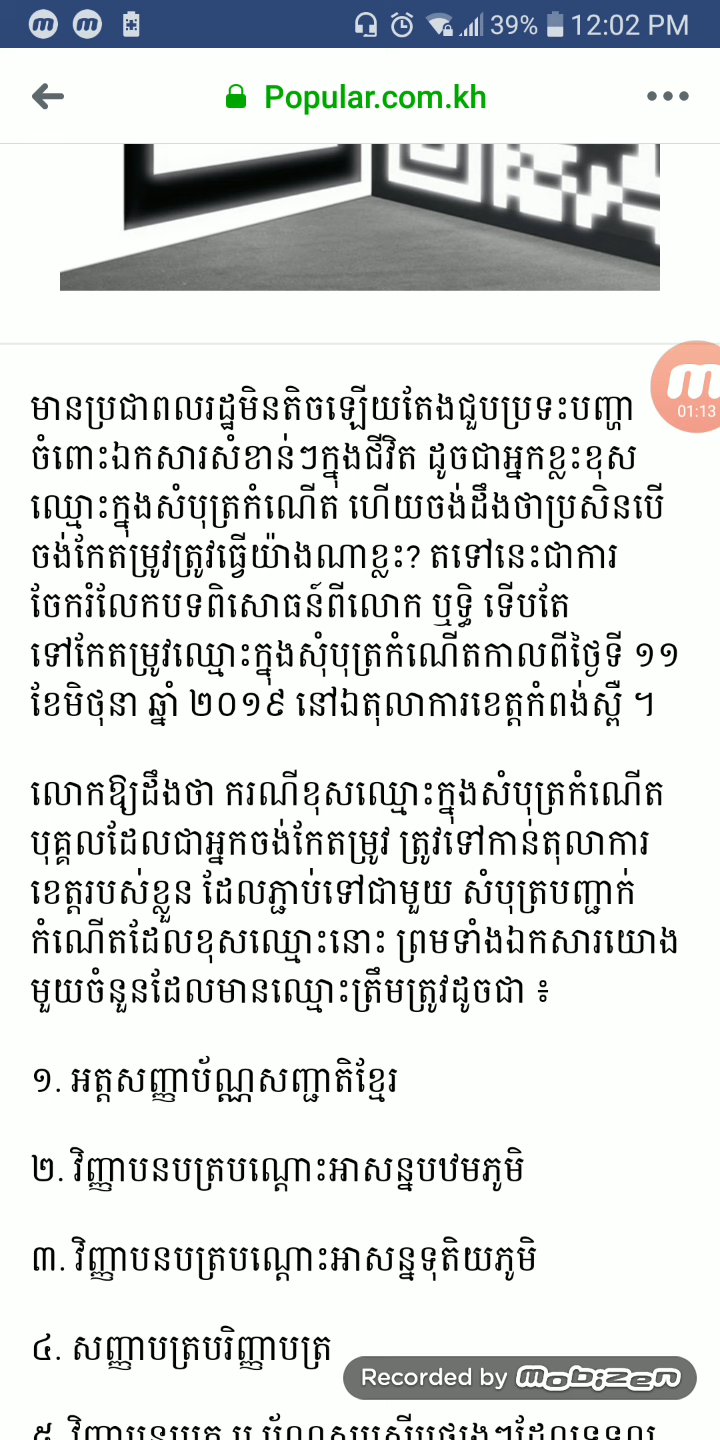 39% 12:02 PM
Popular.com.kh
01:13
មានប្រជាពលរដ្ឋមិនតិចឡើយតែងជួបប្រទះបញ្ហា
ចំពោះឯកសារសំខាន់ៗក្នុងជីវិត ដូចជាអ្នកខ្លះខុស
ឈ្មោះក្នុងសំបុត្រកំណើត ហើយចង់ដឹងថាប្រសិនបើ
ចង់កែតម្រូវត្រូវធ្វើយ៉ាងណាខ្លះ? តទៅនេះជាការ
ចែករំលែកបទពិសោធន៍ពីលោក ឬទ្ធិ ទើបតែ
ទៅកែតម្រូវឈ្មោះក្នុងសុំបុត្រកំណើតកាលពីថ្ងៃទី ១១
ខែមិថុនា ឆ្នាំ ២០១៩ នៅឯតុលាការខេត្តកំពង់ស្ពឺ ។
លោកឱ្យដឹងថា ករណីខុសឈ្មោះក្នុងសំបុត្រកំណើត
បុគ្គលដែលជាអ្នកចង់កែតម្រូវ ត្រូវទៅកាន់តុលាការ
ខេត្តរបស់ខ្លួន ដែលភ្ជាប់ទៅជាមួយ សំបុត្របញ្ជាក់
កំណើតដែលខុសឈ្មោះនោះ ព្រមទាំងឯកសារយោង
មួយចំនួនដែលមានឈ្មោះត្រឹមត្រូវដូចជា ៖
១. អត្តសញ្ញាប័ណ្ណសញ្ជាតិខ្មែរ
២. វិញ្ញាបនបត្របណ្តោះអាសន្នបឋមភូមិ
៣. វិញ្ញាបនបត្របណ្តោះអាសន្នទុតិយភូមិ
៤. សញ្ញាបត្របរិញ្ញាបត្រ
Recorded by mobizen
៥.